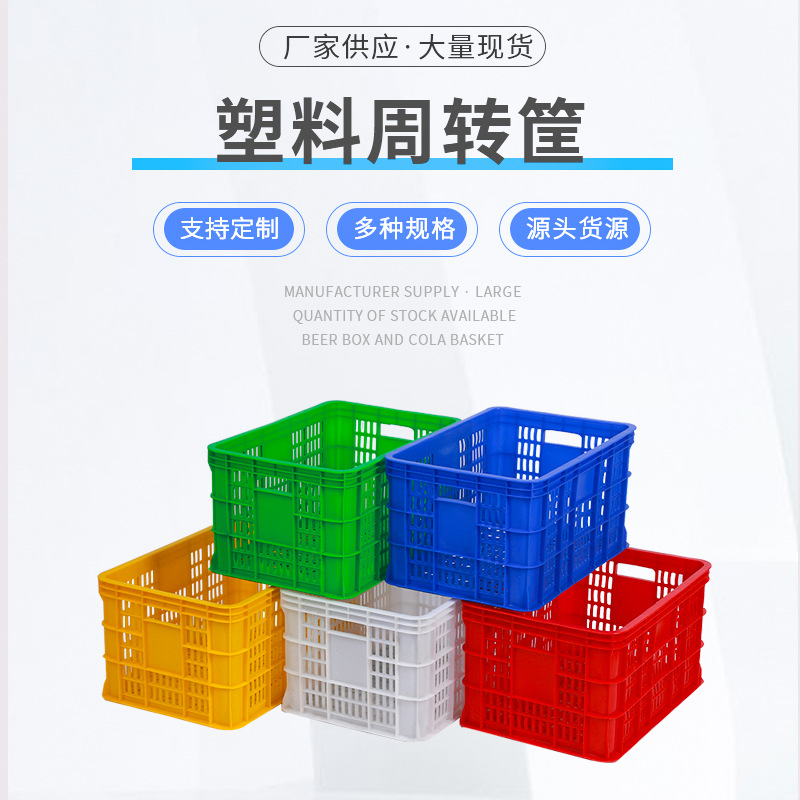 厂家供应·大量现货
塑料周转筐
支持定制 多种规格 源头货源
MANUFACTURER SUPPLY · LARGE
QUANTITY OF STOCK AVAILABLE
BEER BOX AND COLA BASKET